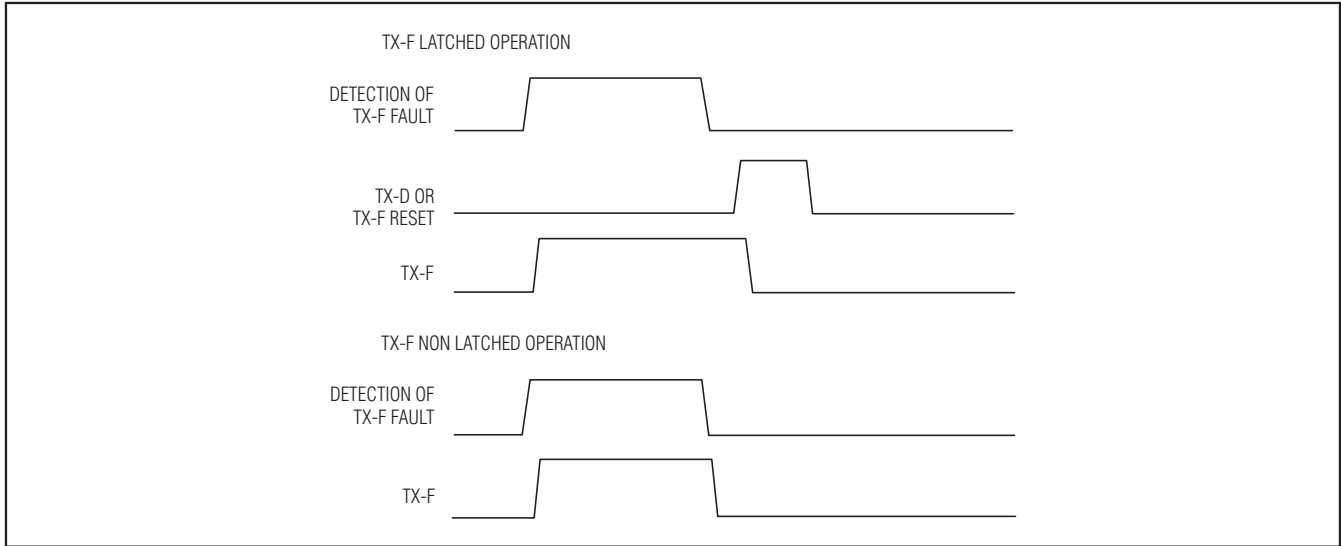 TX-F LATCHED OPERATION
DETECTION OF
TX-F FAULT
TX-D OR
TX-F RESET
TX-F
TX-F NON LATCHED OPERATION
DETECTION OF
TX-F FAULT
TX-F